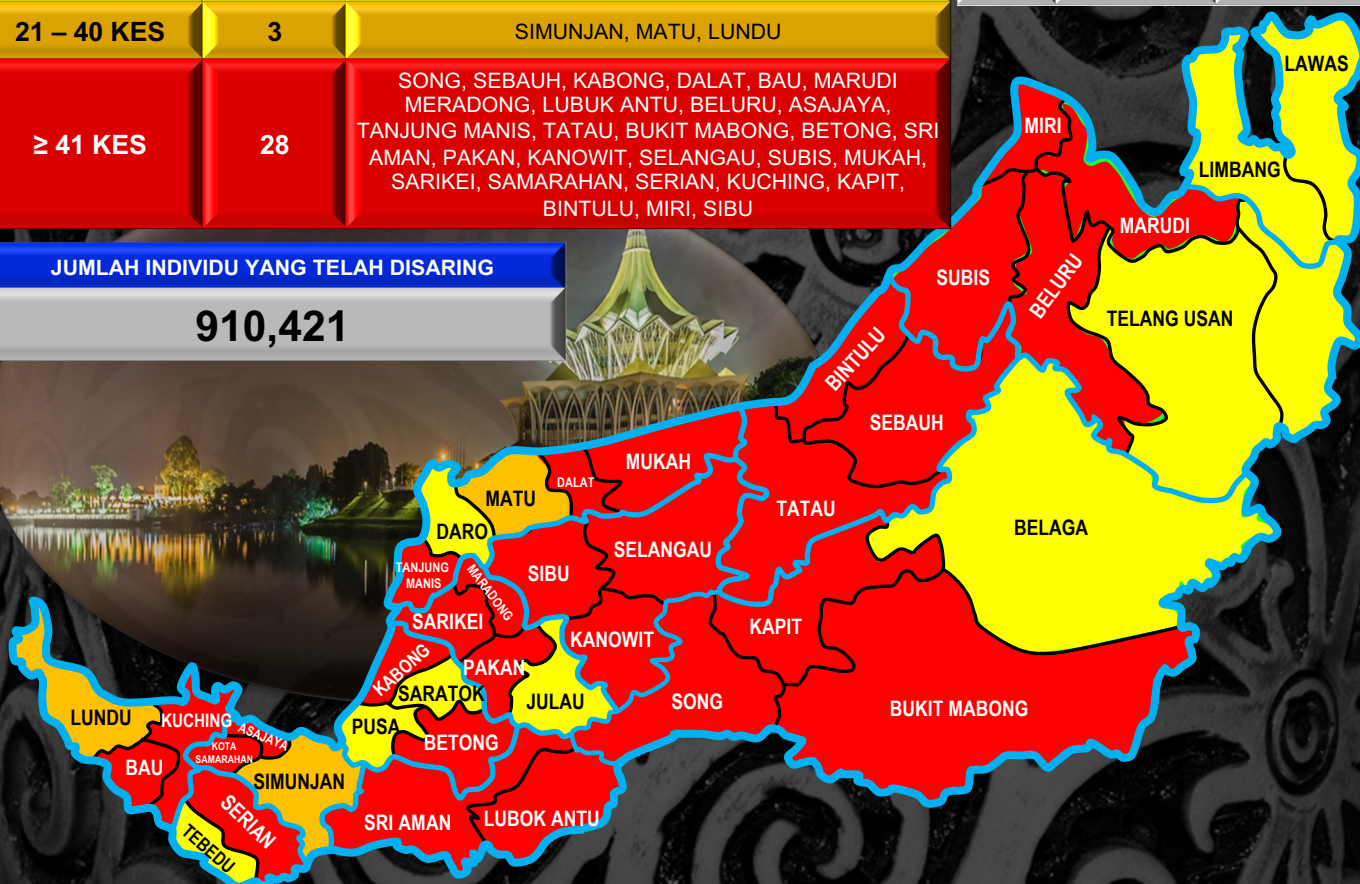 21 – 40 KES
3
SIMUNJAN, MATU, LUNDU
≥ 41 KES
28
SONG, SEBAUH, KABONG, DALAT, BAU, MARUDI
MERADONG, LUBUK ANTU, BELURU, ASAJAYA,
TANJUNG MANIS, TATAU, BUKIT MABONG, BETONG, SRI
AMAN, PAKAN, KANOWIT, SELANGAU, SUBIS, MUKAH,
SARIKEI, SAMARAHAN, SERIAN, KUCHING, KAPIT,
BINTULU, MIRI, SIBU
JUMLAH INDIVIDU YANG TELAH DISARING
910,421
LAWAS
MIRI
LIMBANG
MARUDI
SUBIS
BELURU
TELANG USAN
BINTULU
SEBAUH
MUKAH
DALAT
MATU
TATAU
DARO
BELAGA
SELANGAU
TANJUNG
MANIS
MARADONG
SIBU
SARIKEI
KANOWIT
KAPIT
KABONG
PAKAN
SARATOK
JULAU
SONG
BUKIT MABONG
LUNDU
KUCHING
ASAJAYA
PUSA
BETONG
KOTA
SAMARAHAN
BAU
SIMUNJAN
SERIAN
SRI AMAN
LUBOK ANTU
TEBEDU